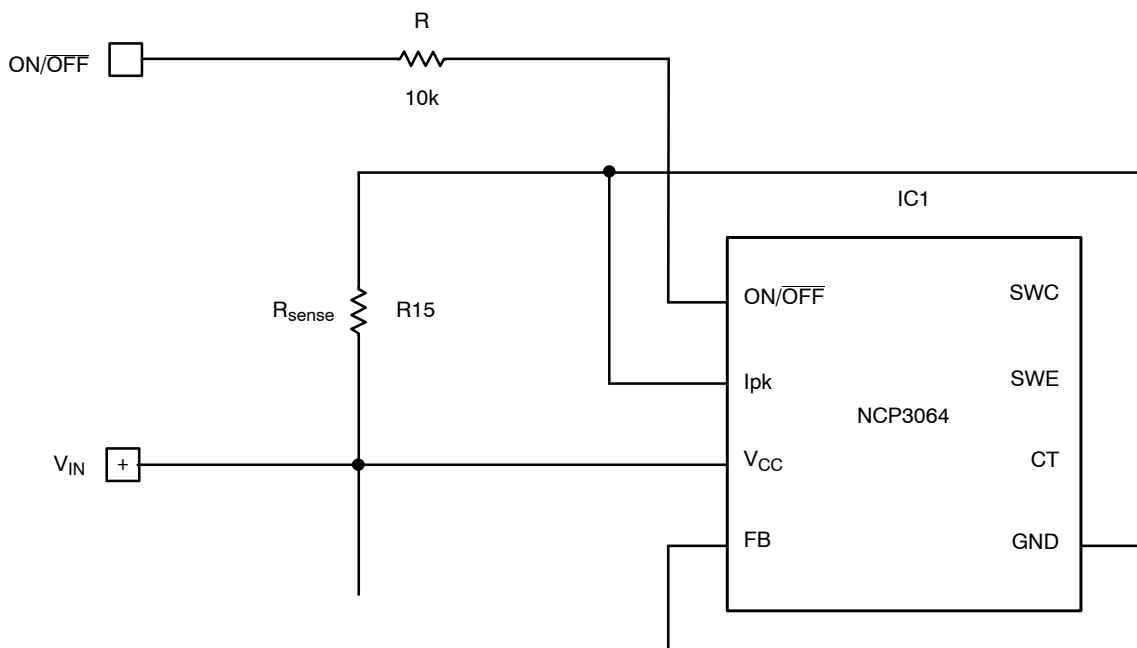 R
ON/OFF
10k
IC1
ON/OFF
SWC
Rsense
R15
Ipk
SWE
NCP3064
VIN
+
VCC
CT
FB
GND